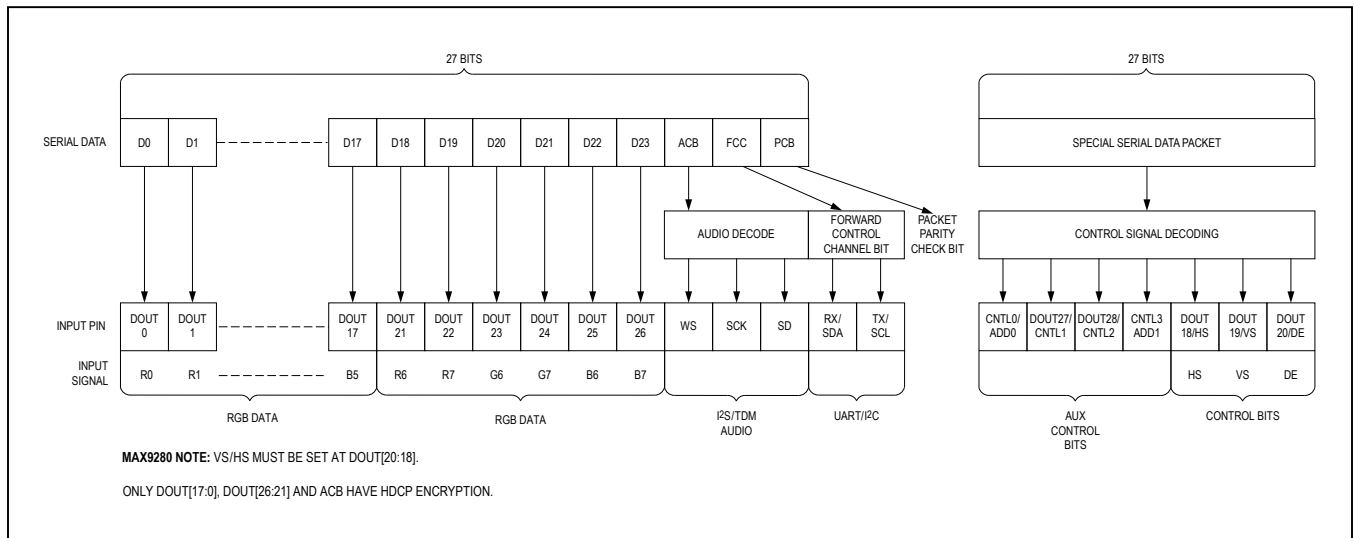 27 BITS 27 BITS
SERIAL DATA D0 D1 D17 D18 D19 D20 D21 D22 D23 ACB FCC PCB SPECIAL SERIAL DATA PACKET
AUDIO DECODE FORWARD CONTROL CHANNEL BIT PACKET PARITY CHECK BIT CONTROL SIGNAL DECODING
INPUT PIN DOUT 0 DOUT 1 DOUT 17 DOUT 21 DOUT 22 DOUT 23 DOUT 24 DOUT 25 DOUT 26 WS SCK SD RX/ SDA TX/ SCL CNTL0/ ADD0 DOUT27/ CNTL1 DOUT28/ CNTL2 CNTL3 ADD1 DOUT 18/HS DOUT 19/VS DOUT 20/DE
INPUT SIGNAL R0 R1 B5 R6 R7 G6 G7 B6 B7 HS VS DE
RGB DATA RGB DATA I2S/TDM AUDIO UART/I2C AUX CONTROL BITS CONTROL BITS
MAX9280 NOTE: VS/HS MUST BE SET AT DOUT[20:18].
ONLY DOUT[17:0], DOUT[26:21] AND ACB HAVE HDCP ENCRYPTION.